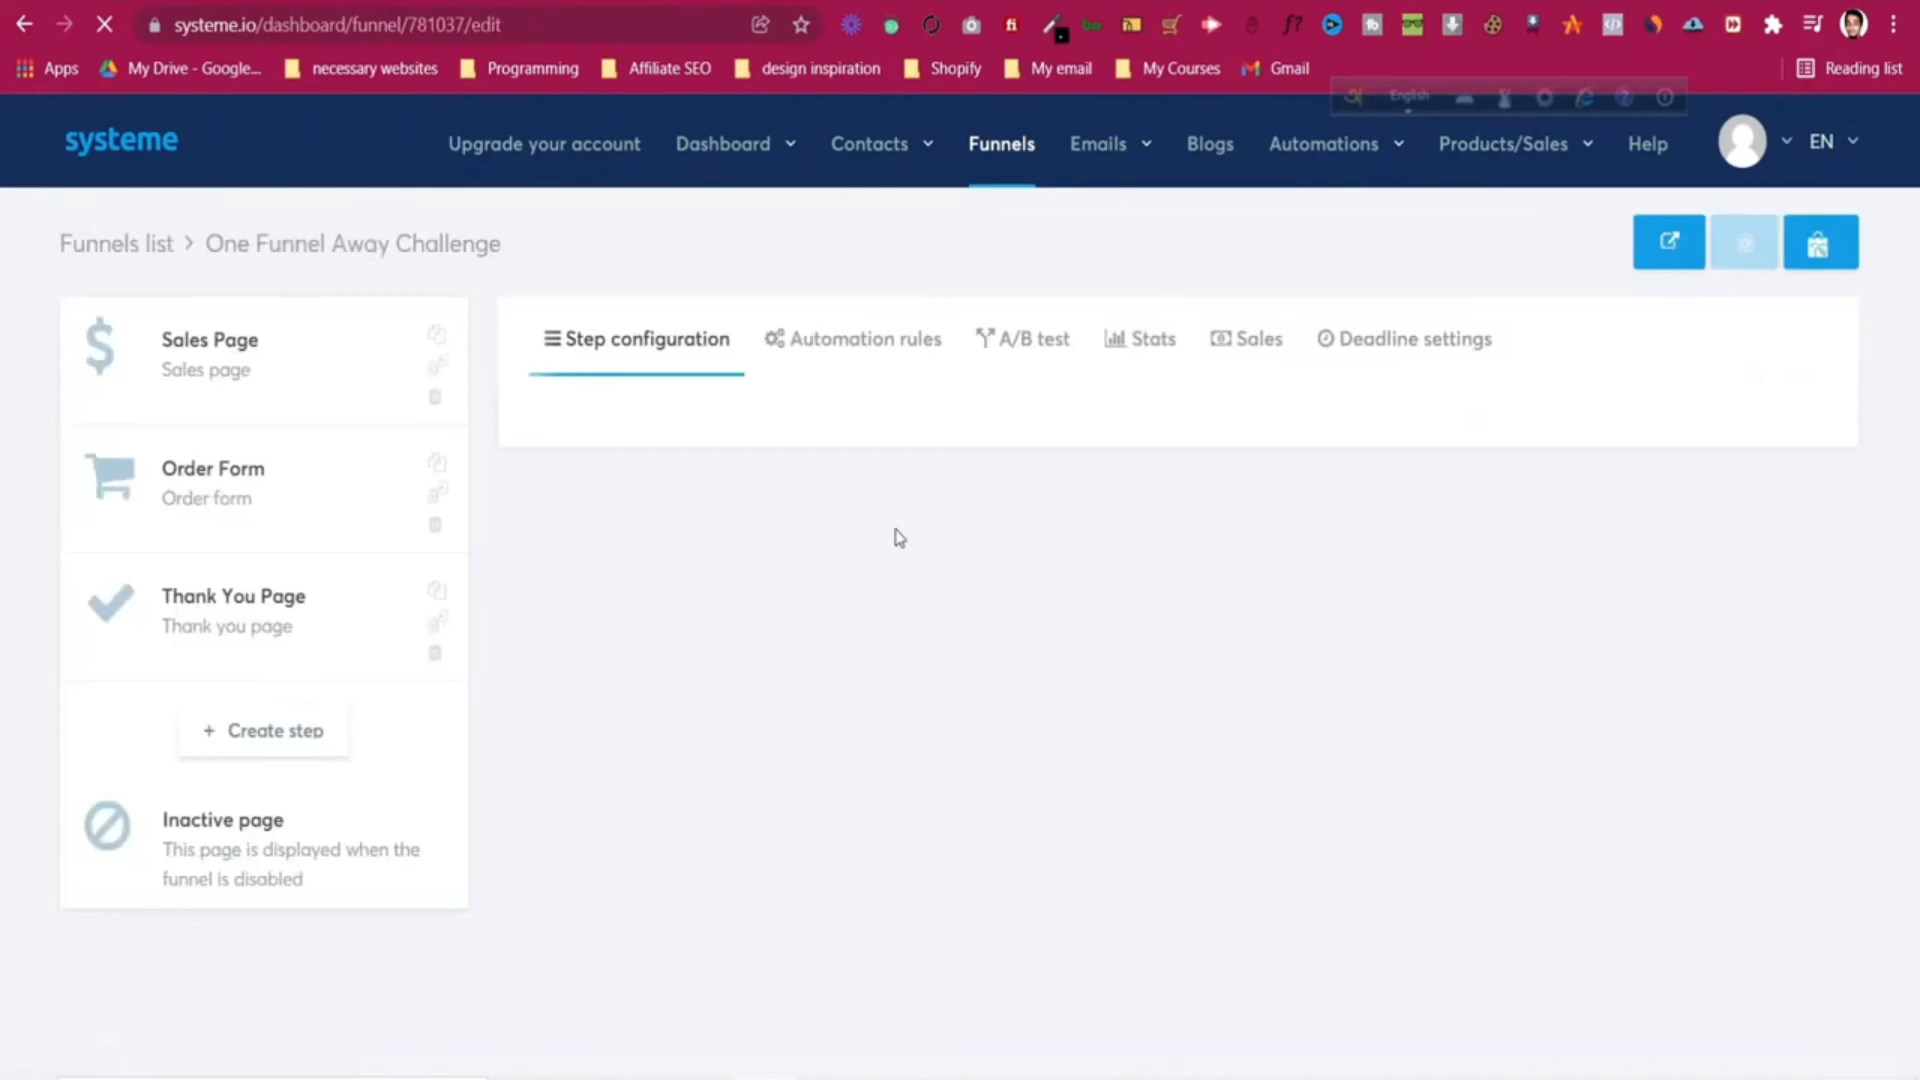 systeme.io/dashboard/funnel/781037/edit
Apps My Drive - Google... necessary websites Programming Affiliate SEO design inspiration Shopify My email My Courses Gmail Reading list
English
systeme Upgrade your account Dashboard Contacts Funnels Emails Blogs Automations Products/Sales Help EN
Funnels list > One Funnel Away Challenge
Sales Page
Sales page
Order Form
Order form
Thank You Page
Thank you page
+ Create step
Inactive page
This page is displayed when the
funnel is disabled
Step configuration Automation rules A/B test Stats Sales Deadline settings